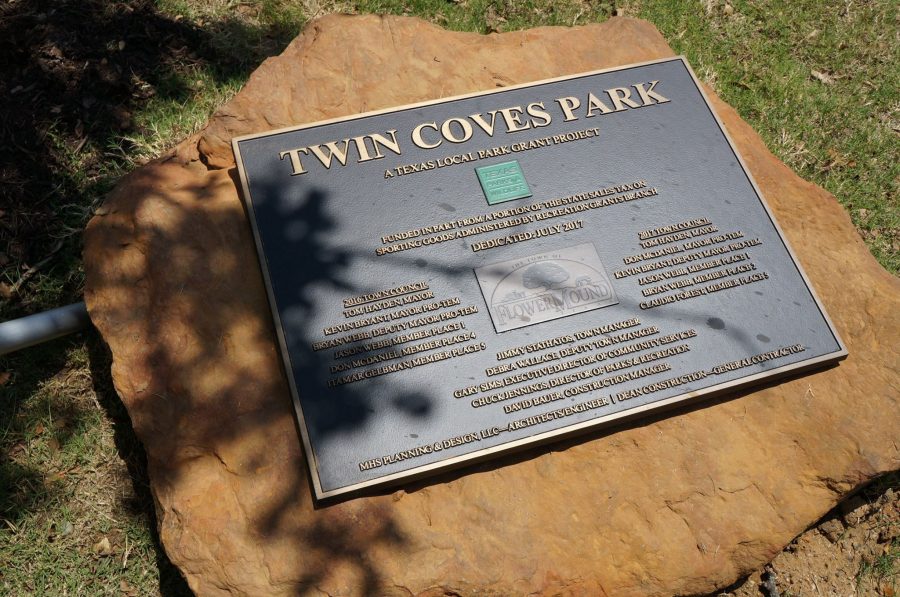 TWIN COVES PARK
A TEXAS LOCAL PARK GRANT PROJECT
TEXAS
PARKS &
WILDLIFE
FUNDED IN PART FROM A PORTION OF THE STATE SALES TAX ON
SPORTING GOODS ADMINISTERED BY RECREATION GRANTS BRANCH
DEDICATED: JULY 2017
THE TOWN OF
FLOWER MOUND
2016 TOWN COUNCIL
TOM HAYDEN, MAYOR
KEVIN BRYANT, MAYOR PRO-TEM
BRYAN WEBB, DEPUTY MAYOR PRO-TEM
JASON WEBB, MEMBER PLACE 1
DON MCDANIEL, MEMBER PLACE 4
ITAMAR GELBMAN, MEMBER PLACE 5
2017 TOWN COUNCIL
TOM HAYDEN, MAYOR
DON MCDANIEL, MAYOR PRO-TEM
KEVIN BRYANT, DEPUTY MAYOR PRO-TEM
JASON WEBB, MEMBER PLACE 1
BRYAN WEBB, MEMBER PLACE 2
CLAUDIO FOREST, MEMBER PLACE 5
JIMMY STATHATOS, TOWN MANAGER
DEBRA WALLACE, DEPUTY TOWN MANAGER
GARY SIMS, EXECUTIVE DIRECTOR OF COMMUNITY SERVICES
CHUCK JENNINGS, DIRECTOR OF PARKS & RECREATION
DAVID BAUER, CONSTRUCTION MANAGER
MHS PLANNING & DESIGN, LLC—ARCHITECTS/ENGINEER | DEAN CONSTRUCTION—GENERAL CONTRACTOR